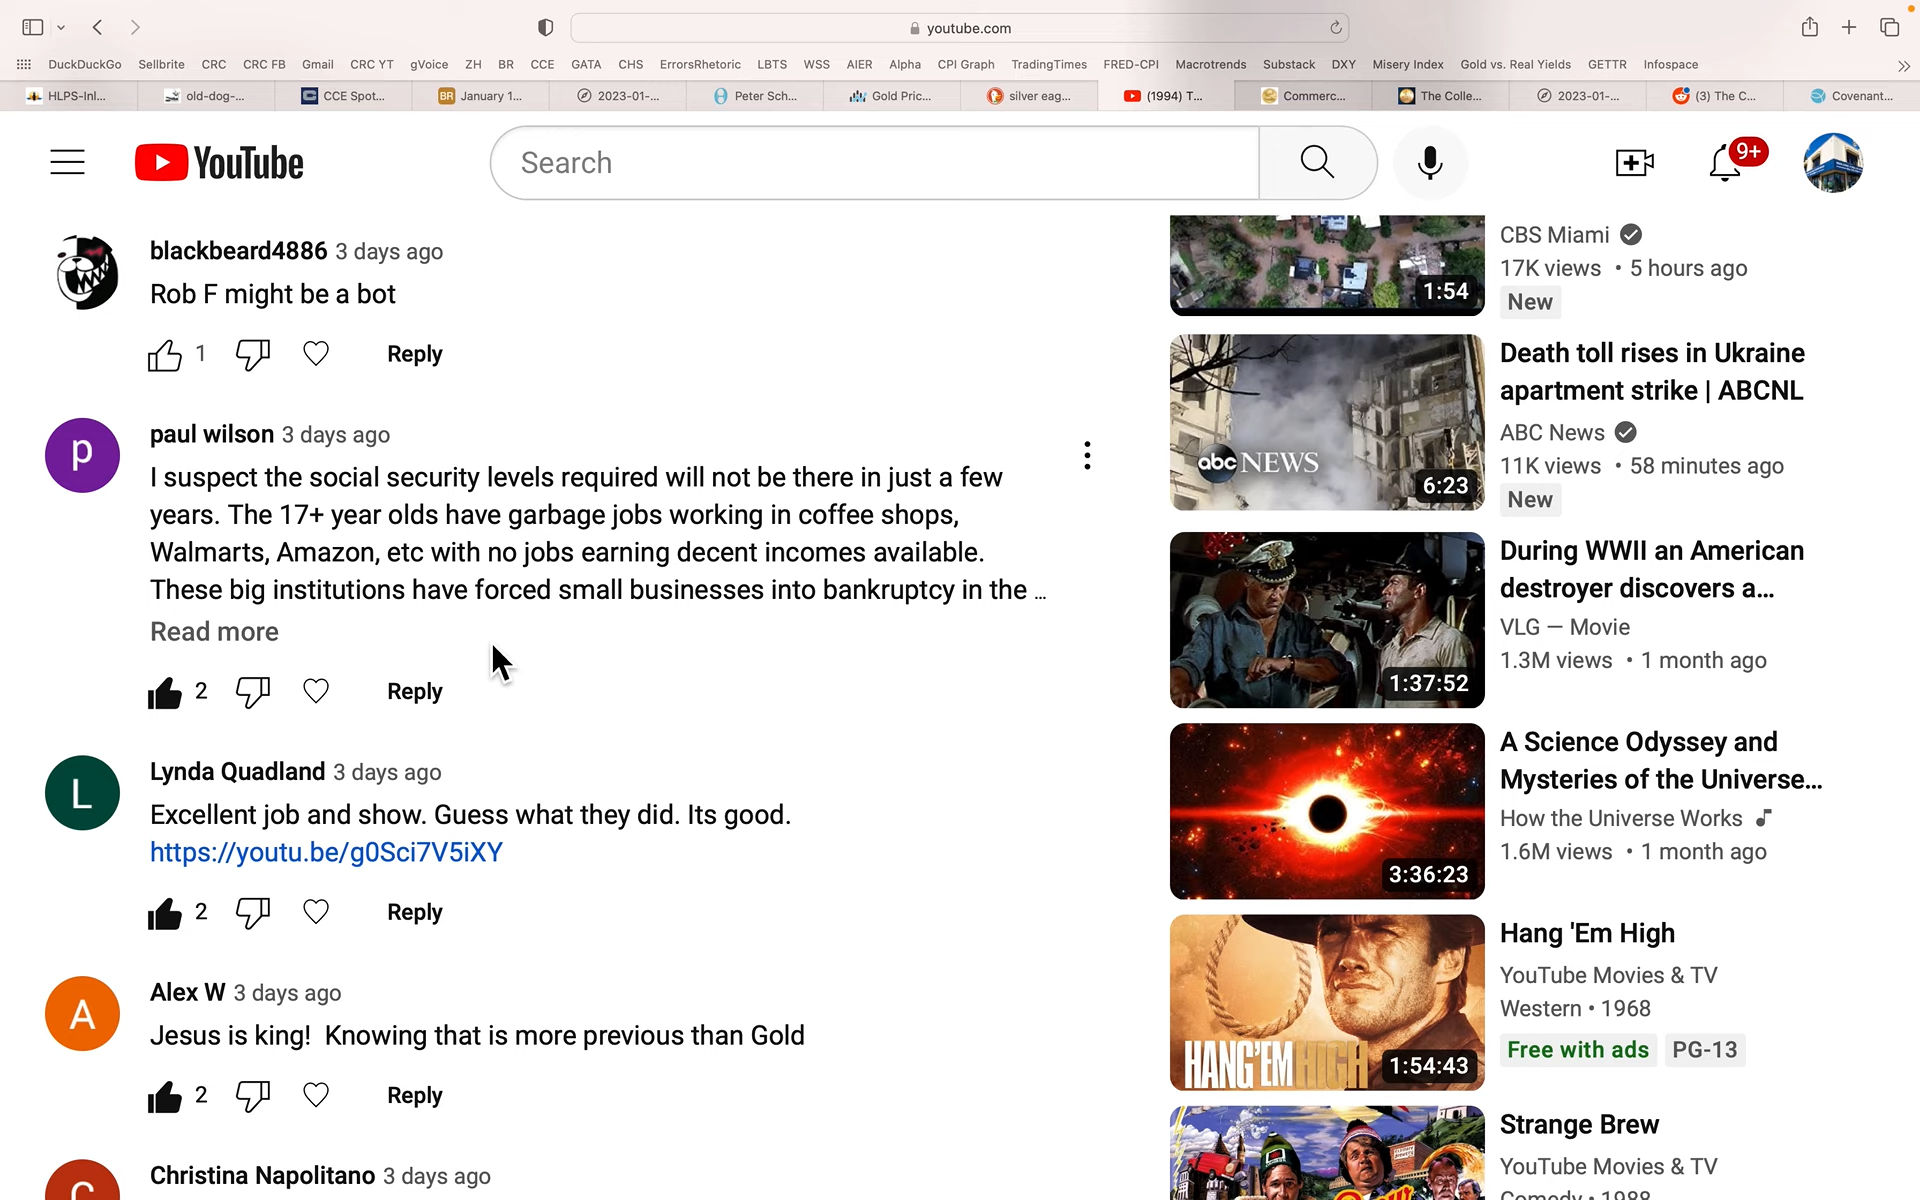 youtube.com
DuckDuckGo Sellbrite CRC CRC FB Gmail CRC YT gVoice ZH BR CCE GATA CHS ErrorsRhetoric LBTS WSS AIER Alpha CPI Graph TradingTimes FRED-CPI Macrotrends Substack DXY Misery Index Gold vs. Real Yields GETTR Infospace
HLPS-Inl... old-dog-... CCE Spot... BR January 1... 2023-01-... Peter Sch... Gold Pric... silver eag... (1994) T... Commerc... The Colle... 2023-01-... (3) The C... Covenant...
YouTube
Search
9+
blackbeard4886 3 days ago
Rob F might be a bot
1 Reply
p
paul wilson 3 days ago
I suspect the social security levels required will not be there in just a few
years. The 17+ year olds have garbage jobs working in coffee shops,
Walmarts, Amazon, etc with no jobs earning decent incomes available.
These big institutions have forced small businesses into bankruptcy in the ...
Read more
2 Reply
L
Lynda Quadland 3 days ago
Excellent job and show. Guess what they did. Its good.
https://youtu.be/g0Sci7V5iXY
2 Reply
A
Alex W 3 days ago
Jesus is king!  Knowing that is more previous than Gold
2 Reply
C
Christina Napolitano 3 days ago
1:54
CBS Miami
17K views • 5 hours ago
New
abc NEWS
6:23
Death toll rises in Ukraine
apartment strike | ABCNL
ABC News
11K views • 58 minutes ago
New
1:37:52
During WWII an American
destroyer discovers a...
VLG — Movie
1.3M views • 1 month ago
3:36:23
A Science Odyssey and
Mysteries of the Universe...
How the Universe Works
1.6M views • 1 month ago
HANG'EM HIGH
1:54:43
Hang 'Em High
YouTube Movies & TV
Western • 1968
Free with ads PG-13
Strange Brew
YouTube Movies & TV
Comedy • 1988